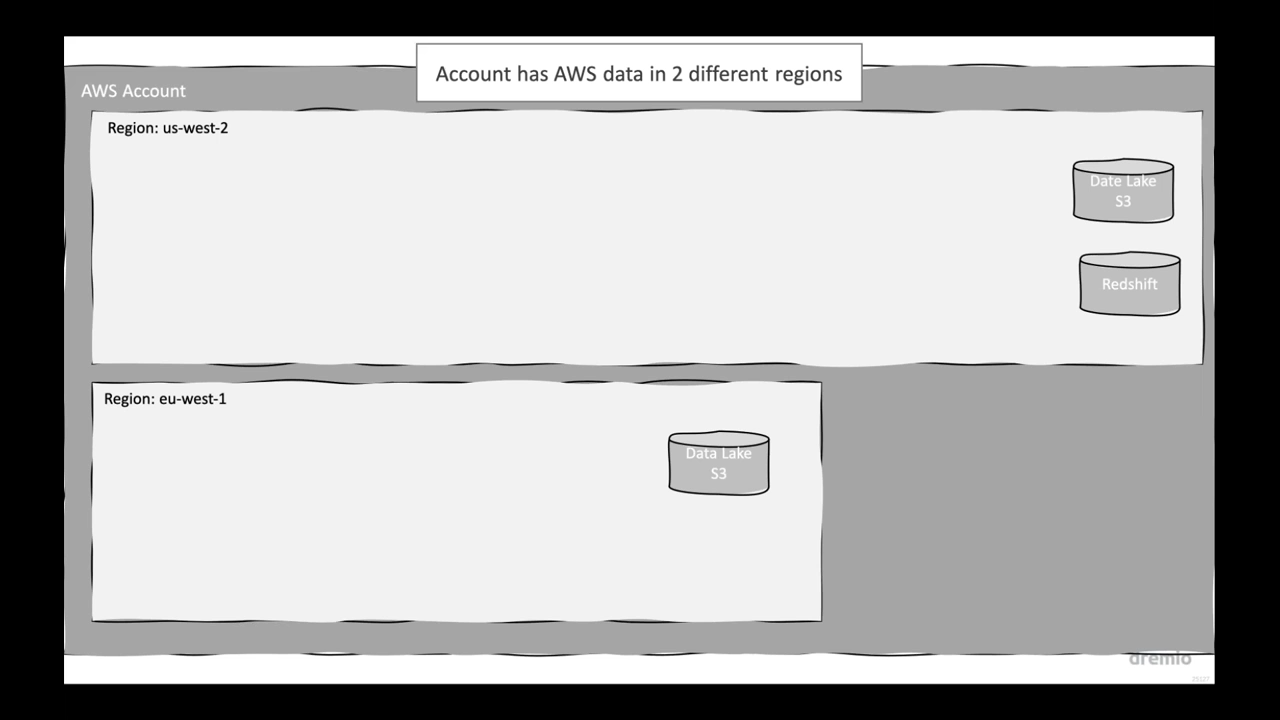 Account has AWS data in 2 different regions
AWS Account
Region: us-west-2
Date Lake
S3
Redshift
Region: eu-west-1
Data Lake
S3
dremio